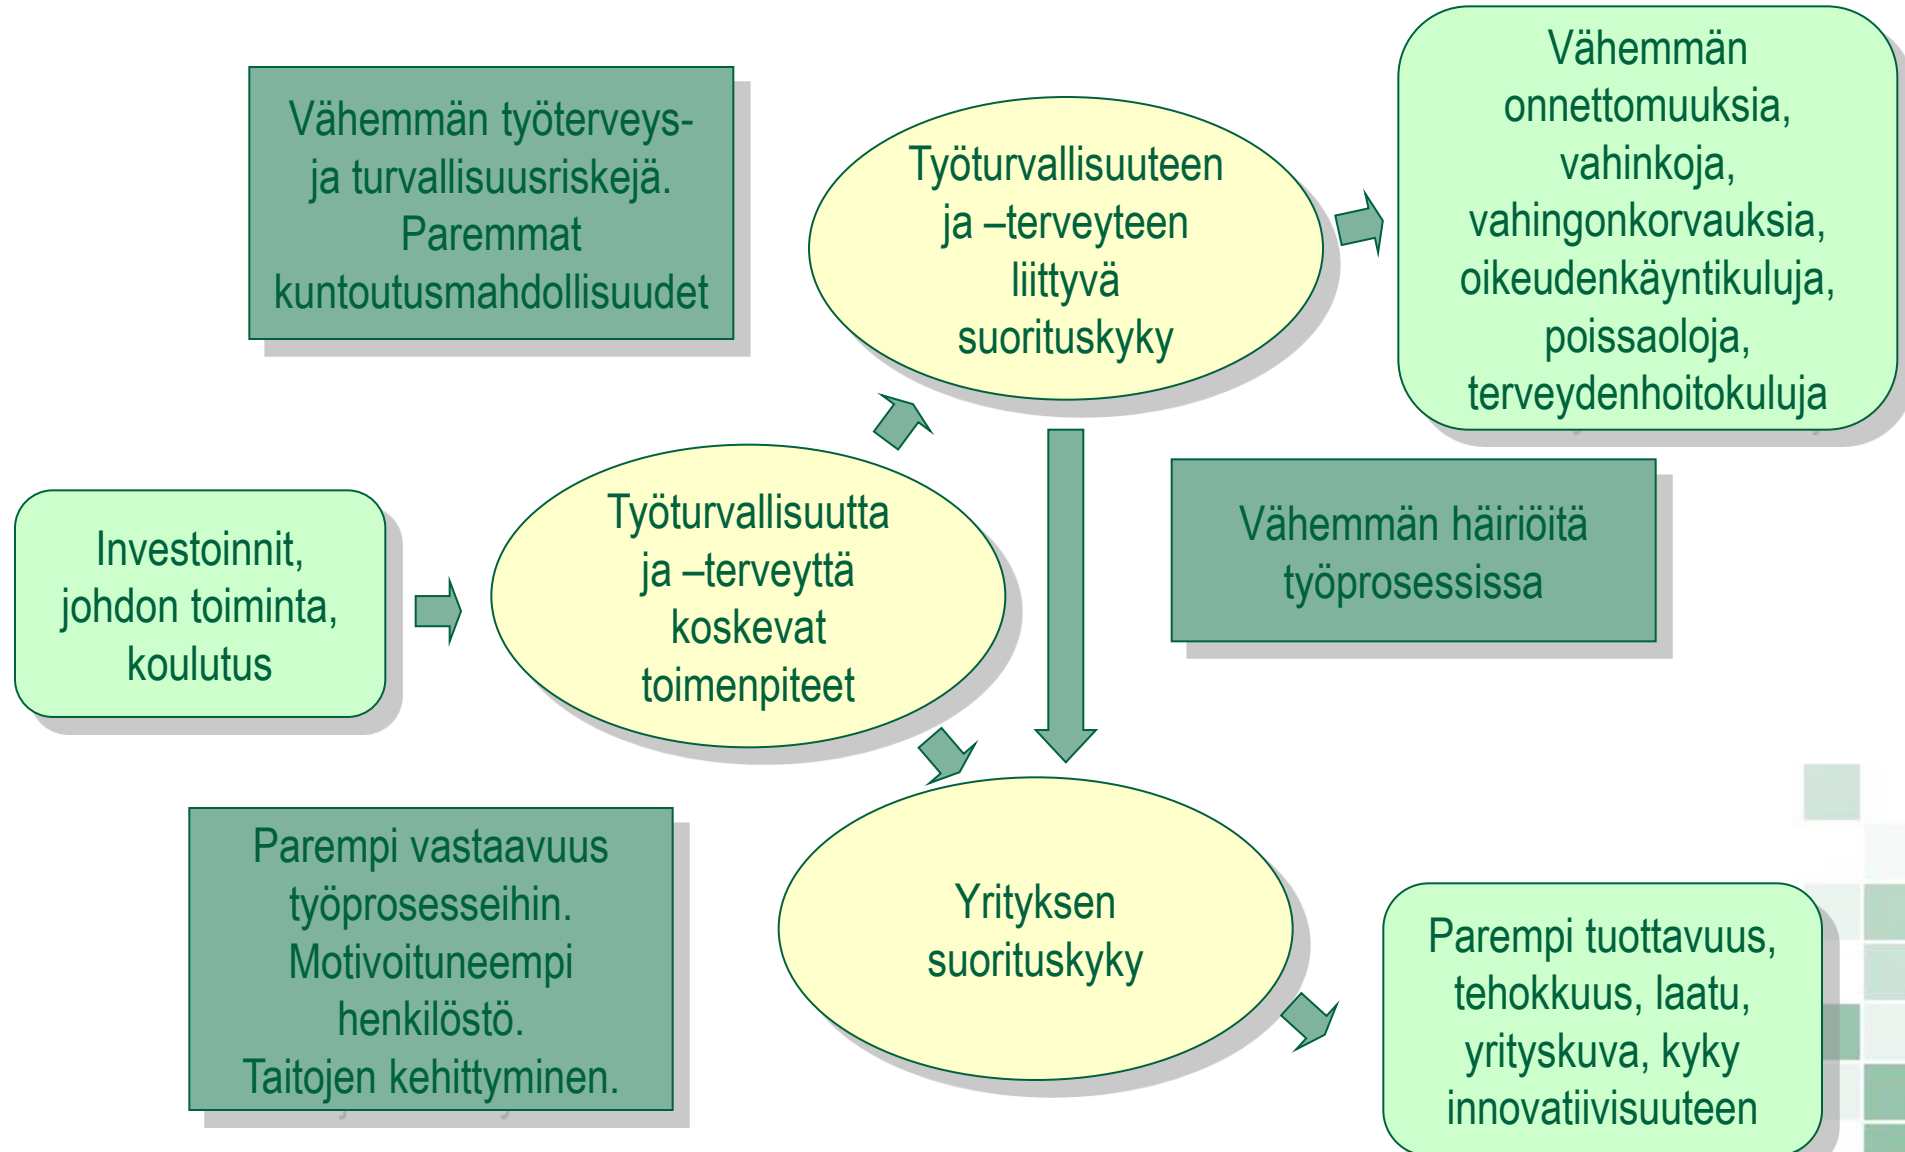 Vähemmän työterveys-
ja turvallisuusriskejä.
Paremmat
kuntoutusmahdollisuudet
Työturvallisuuteen
ja –terveyteen
liittyvä
suorituskyky
Vähemmän
onnettomuuksia,
vahinkoja,
vahingonkorvauksia,
oikeudenkäyntikuluja,
poissaoloja,
terveydenhoitokuluja
Investoinnit,
johdon toiminta,
koulutus
Työturvallisuutta
ja –terveyttä
koskevat
toimenpiteet
Vähemmän häiriöitä
työprosessissa
Parempi vastaavuus
työprosesseihin.
Motivoituneempi
henkilöstö.
Taitojen kehittyminen.
Yrityksen
suorituskyky
Parempi tuottavuus,
tehokkuus, laatu,
yrityskuva, kyky
innovatiivisuuteen